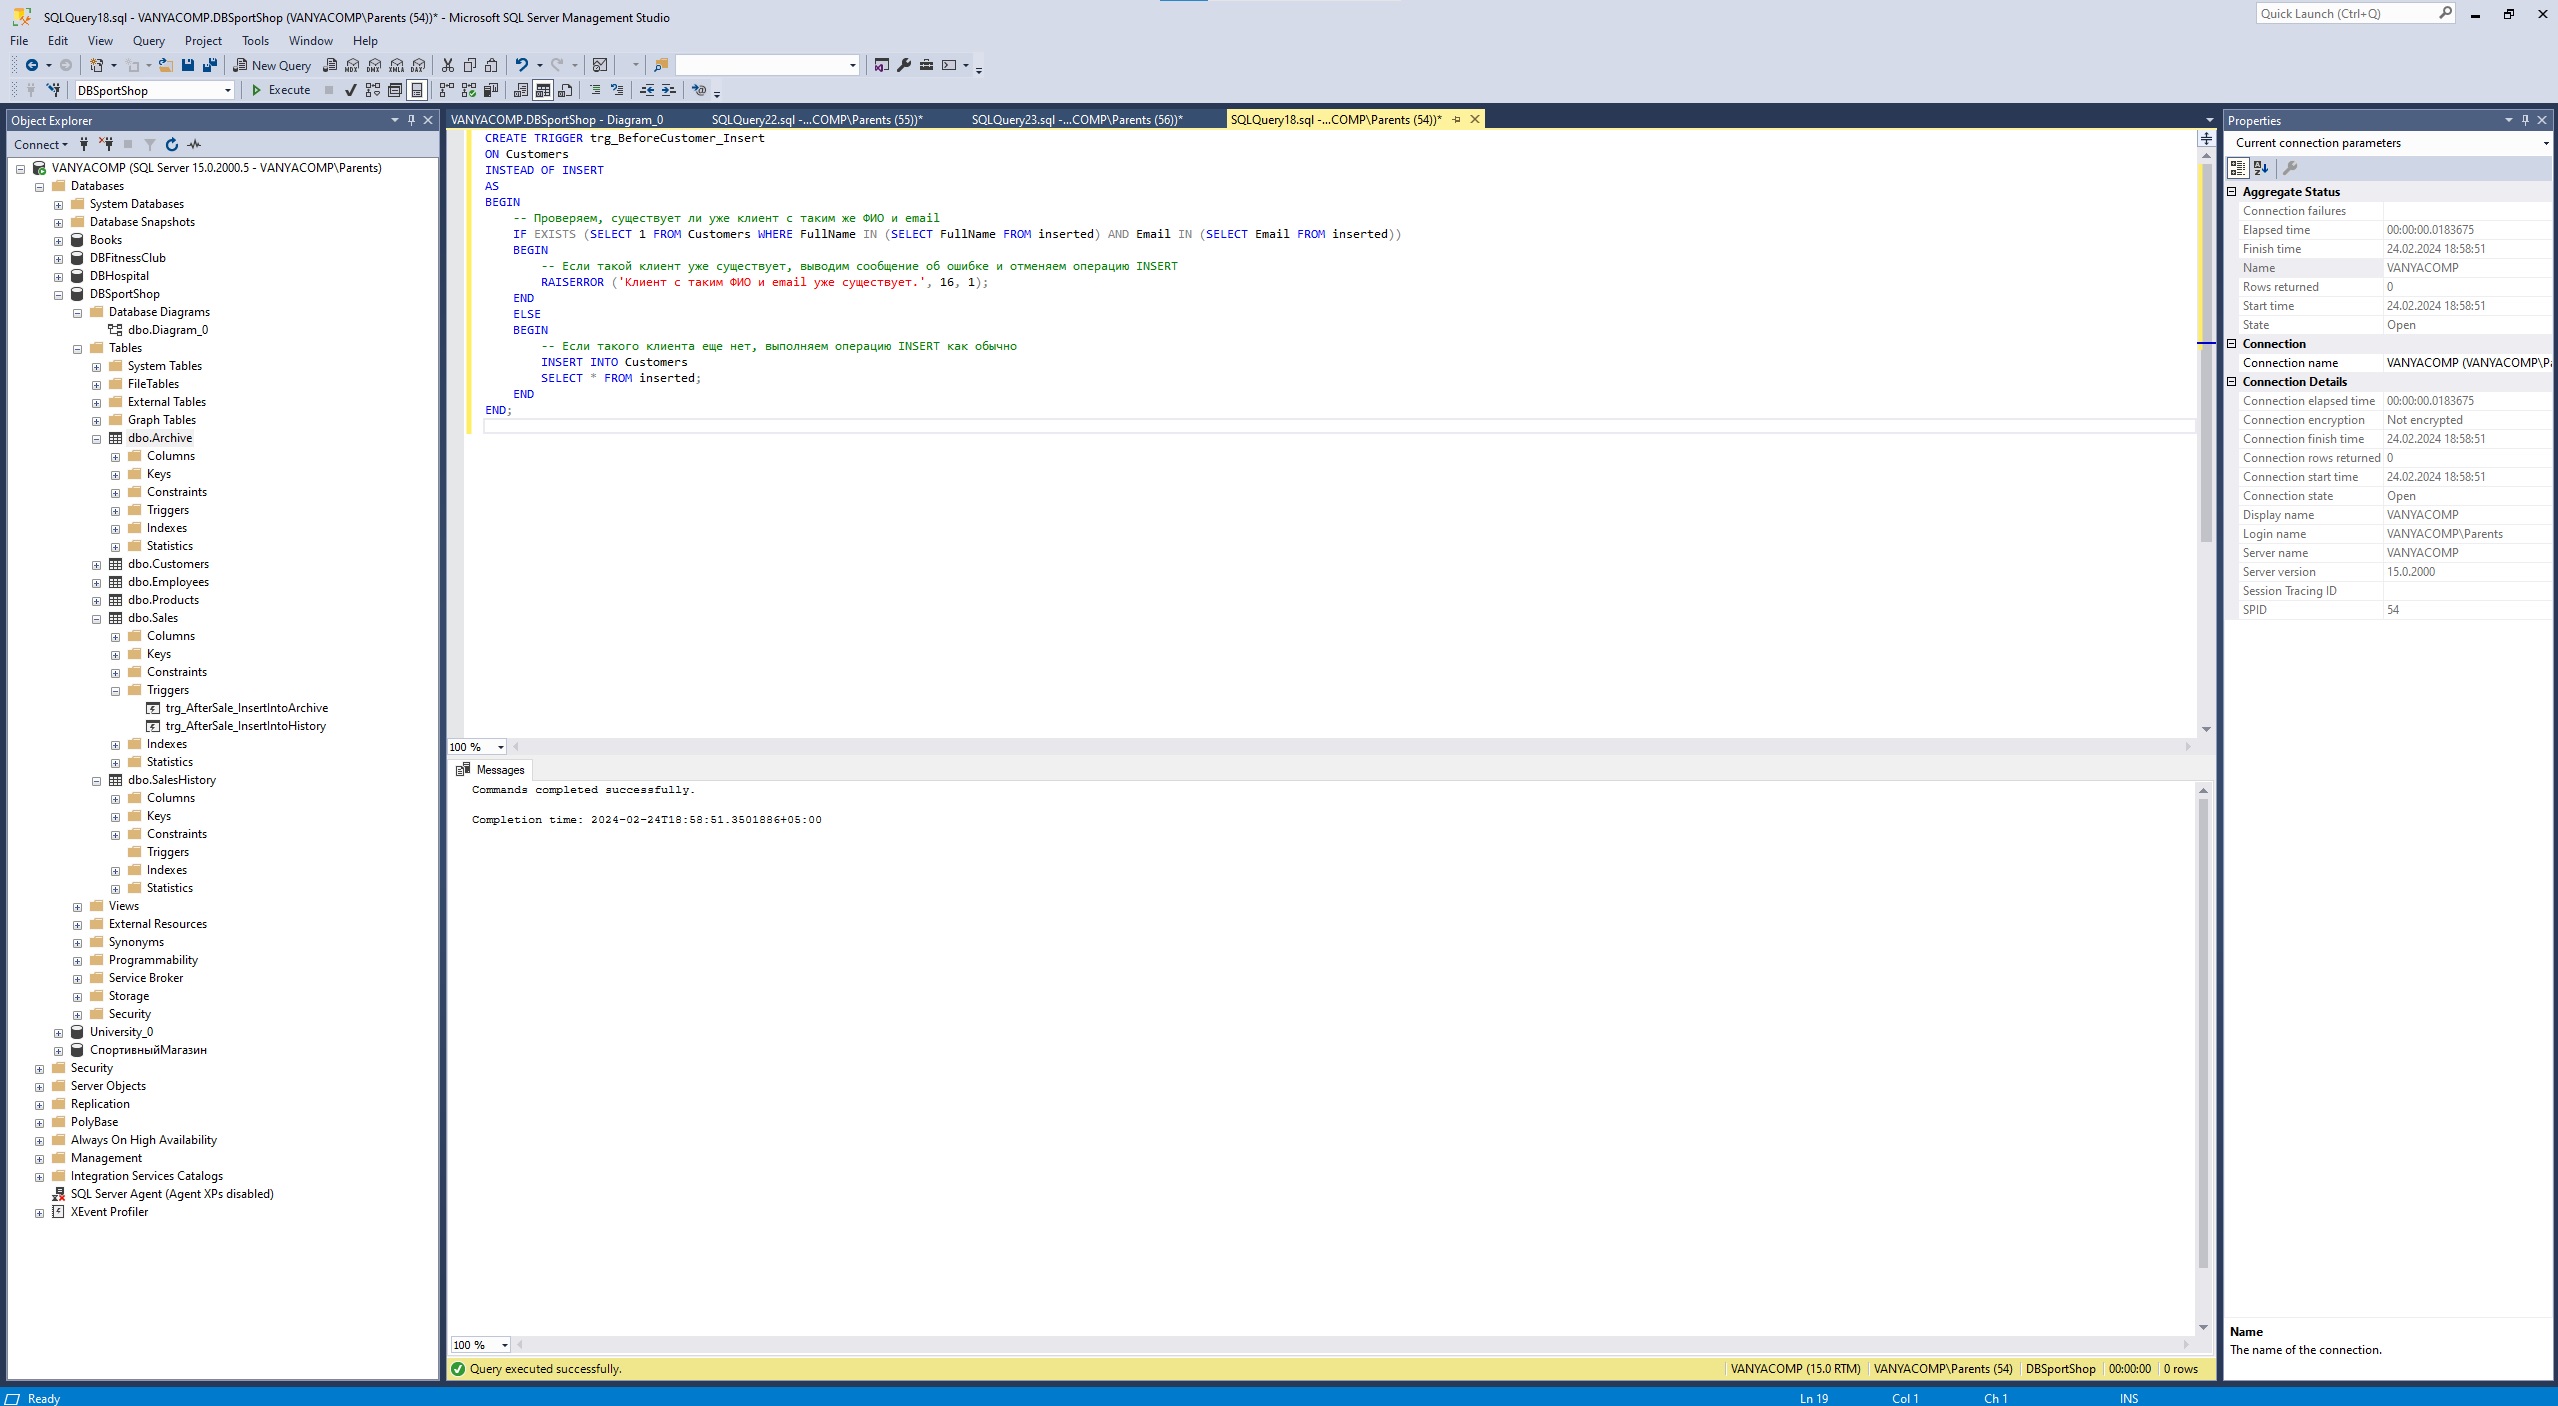 SQLQuery18.sql - VANYACOMP.DBSportShop (VANYACOMP\Parents (54))* - Microsoft SQL Server Management Studio
Quick Launch (Ctrl+Q)
File Edit View Query Project Tools Window Help
New Query
DBSportShop
Execute
Object Explorer
Connect
VANYACOMP (SQL Server 15.0.2000.5 - VANYACOMP\Parents)
Databases
System Databases
Database Snapshots
Books
DBFitnessClub
DBHospital
DBSportShop
Database Diagrams
dbo.Diagram_0
Tables
System Tables
FileTables
External Tables
Graph Tables
dbo.Archive
Columns
Keys
Constraints
Triggers
Indexes
Statistics
dbo.Customers
dbo.Employees
dbo.Products
dbo.Sales
Columns
Keys
Constraints
Triggers
trg_AfterSale_InsertIntoArchive
trg_AfterSale_InsertIntoHistory
Indexes
Statistics
dbo.SalesHistory
Columns
Keys
Constraints
Triggers
Indexes
Statistics
Views
External Resources
Synonyms
Programmability
Service Broker
Storage
Security
University_0
СпортивныйМагазин
Security
Server Objects
Replication
PolyBase
Always On High Availability
Management
Integration Services Catalogs
SQL Server Agent (Agent XPs disabled)
XEvent Profiler
VANYACOMP.DBSportShop - Diagram_0 SQLQuery22.sql -...COMP\Parents (55))* SQLQuery23.sql -...COMP\Parents (56))* SQLQuery18.sql -...COMP\Parents (54))*
CREATE TRIGGER trg_BeforeCustomer_Insert
ON Customers
INSTEAD OF INSERT
AS
BEGIN
-- Проверяем, существует ли уже клиент с таким же ФИО и email
IF EXISTS (SELECT 1 FROM Customers WHERE FullName IN (SELECT FullName FROM inserted) AND Email IN (SELECT Email FROM inserted))
BEGIN
-- Если такой клиент уже существует, выводим сообщение об ошибке и отменяем операцию INSERT
RAISERROR ('Клиент с таким ФИО и email уже существует.', 16, 1);
END
ELSE
BEGIN
-- Если такого клиента еще нет, выполняем операцию INSERT как обычно
INSERT INTO Customers
SELECT * FROM inserted;
END
END;
100 %
Messages
Commands completed successfully.
Completion time: 2024-02-24T18:58:51.3501886+05:00
100 %
Query executed successfully.
VANYACOMP (15.0 RTM) VANYACOMP\Parents (54) DBSportShop 00:00:00 0 rows
Properties
Current connection parameters
Aggregate Status
Connection failures
Elapsed time 00:00:00.0183675
Finish time 24.02.2024 18:58:51
Name VANYACOMP
Rows returned 0
Start time 24.02.2024 18:58:51
State Open
Connection
Connection name VANYACOMP (VANYACOMP\Pa
Connection Details
Connection elapsed time 00:00:00.0183675
Connection encryption Not encrypted
Connection finish time 24.02.2024 18:58:51
Connection rows returned 0
Connection start time 24.02.2024 18:58:51
Connection state Open
Display name VANYACOMP
Login name VANYACOMP\Parents
Server name VANYACOMP
Server version 15.0.2000
Session Tracing ID
SPID 54
Name
The name of the connection.
Ready
Ln 19 Col 1 Ch 1 INS